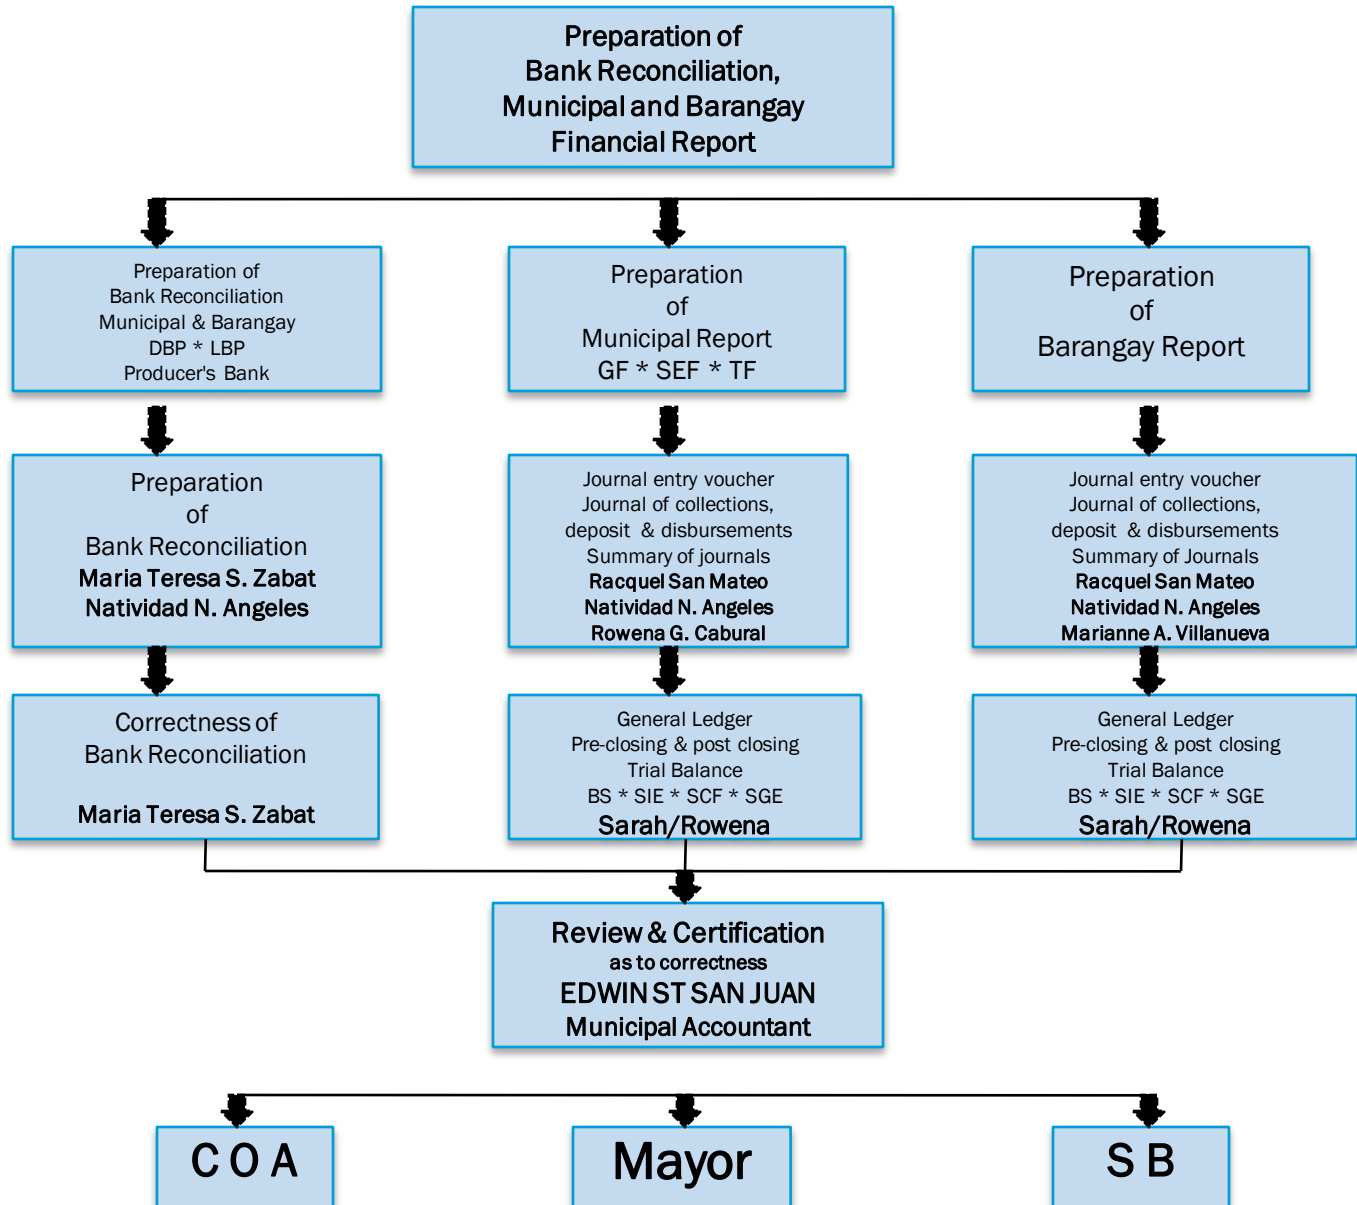 Preparation of
Bank Reconciliation,
Municipal and Barangay
Financial Report
Preparation of
Bank Reconciliation
Municipal & Barangay
DBP * LBP
Producer's Bank
Preparation
of
Municipal Report
GF * SEF * TF
Preparation
of
Barangay Report
Preparation
of
Bank Reconciliation
Maria Teresa S. Zabat
Natividad N. Angeles
Journal entry voucher
Journal of collections,
deposit & disbursements
Summary of journals
Racquel San Mateo
Natividad N. Angeles
Rowena G. Cabural
Journal entry voucher
Journal of collections,
deposit & disbursements
Summary of Journals
Racquel San Mateo
Natividad N. Angeles
Marianne A. Villanueva
Correctness of
Bank Reconciliation
Maria Teresa S. Zabat
General Ledger
Pre-closing & post closing
Trial Balance
BS * SIE * SCF * SGE
Sarah/Rowena
General Ledger
Pre-closing & post closing
Trial Balance
BS * SIE * SCF * SGE
Sarah/Rowena
Review & Certification
as to correctness
EDWIN ST SAN JUAN
Municipal Accountant
C O A
Mayor
S B